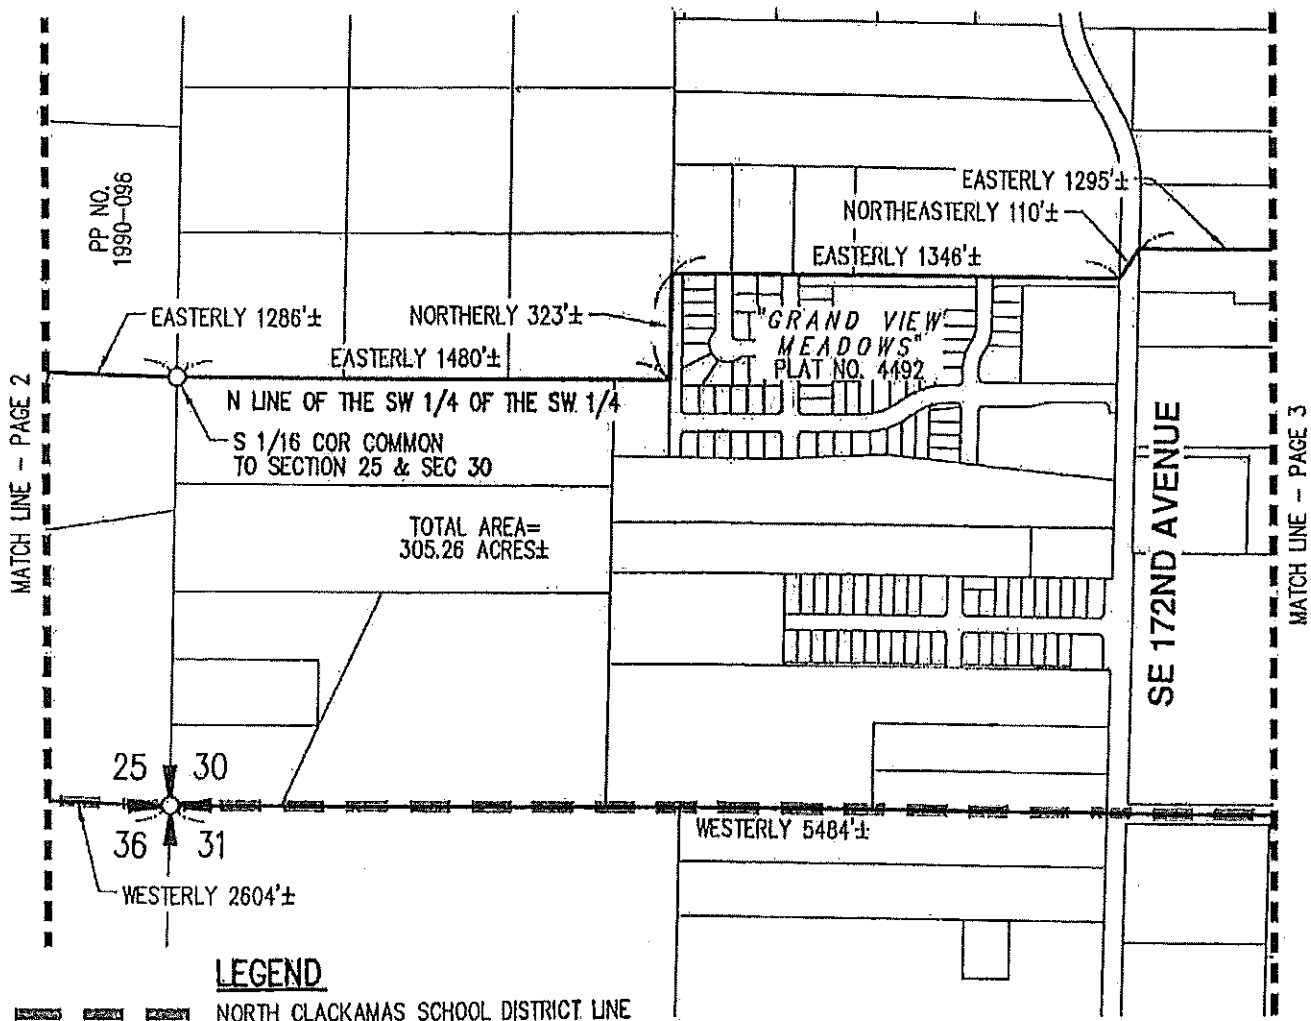 EASTERLY 1295'±
NORTHEASTERLY 110'±
EASTERLY 1346'±
PP NO.
1990-096
EASTERLY 1286'±
NORTHERLY 323'±
EASTERLY 1480'±
"GRAND VIEW
MEADOWS"
PLAT NO. 4492
N LINE OF THE SW 1/4 OF THE SW 1/4
S 1/16 COR COMMON
TO SECTION 25 & SEC 30
MATCH LINE - PAGE 2
MATCH LINE - PAGE 3
SE 172ND AVENUE
TOTAL AREA=
305.26 ACRES±
25 30
36 31
WESTERLY 5484'±
WESTERLY 2604'±
LEGEND
NORTH CLACKAMAS SCHOOL DISTRICT LINE